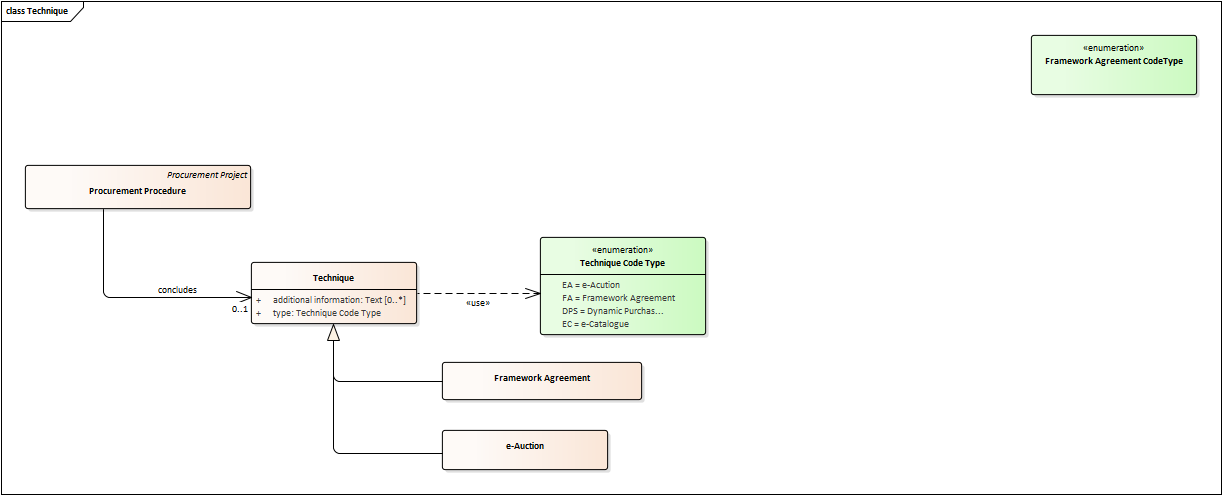 class Technique
«enumeration»
Framework Agreement CodeType
Procurement Project
Procurement Procedure
concludes
0..1
Technique
+ additional information: Text [0..*]
+ type: Technique Code Type
«use»
«enumeration»
Technique Code Type
EA = e-Acution
FA = Framework Agreement
DPS = Dynamic Purchas...
EC = e-Catalogue
Framework Agreement
e-Auction